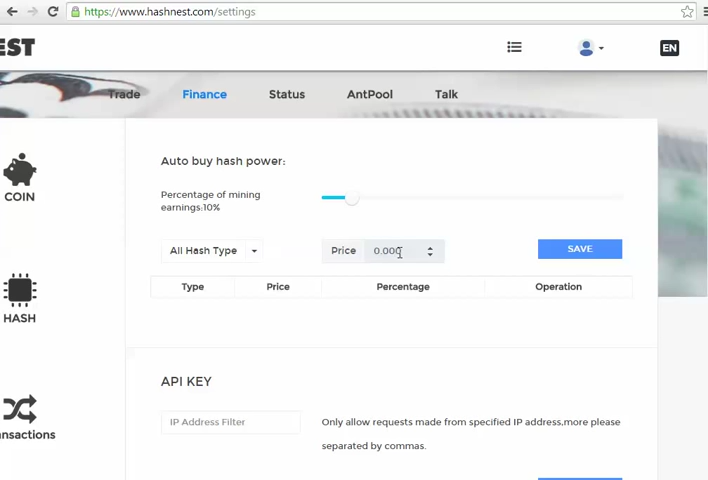 https://www.hashnest.com/settings
EST
EN
Trade
Finance
Status
AntPool
Talk
Auto buy hash power:
Percentage of mining
earnings:10%
COIN
All Hash Type
Price
0.000
SAVE
Type
Price
Percentage
Operation
HASH
API KEY
IP Address Filter
Only allow requests made from specified IP address,more please
separated by commas.
nsactions